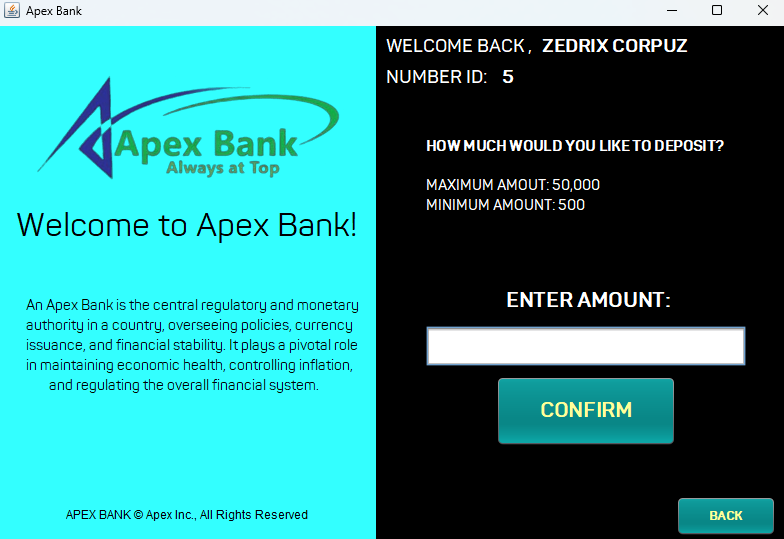 Apex Bank
Apex Bank
Always at Top
Welcome to Apex Bank!
An Apex Bank is the central regulatory and monetary
authority in a country, overseeing policies, currency
issuance, and financial stability. It plays a pivotal role
in maintaining economic health, controlling inflation,
and regulating the overall financial system.
APEX BANK © Apex Inc., All Rights Reserved
WELCOME BACK , ZEDRIX CORPUZ
NUMBER ID: 5
HOW MUCH WOULD YOU LIKE TO DEPOSIT?
MAXIMUM AMOUT: 50,000
MINIMUM AMOUNT: 500
ENTER AMOUNT:
CONFIRM
BACK